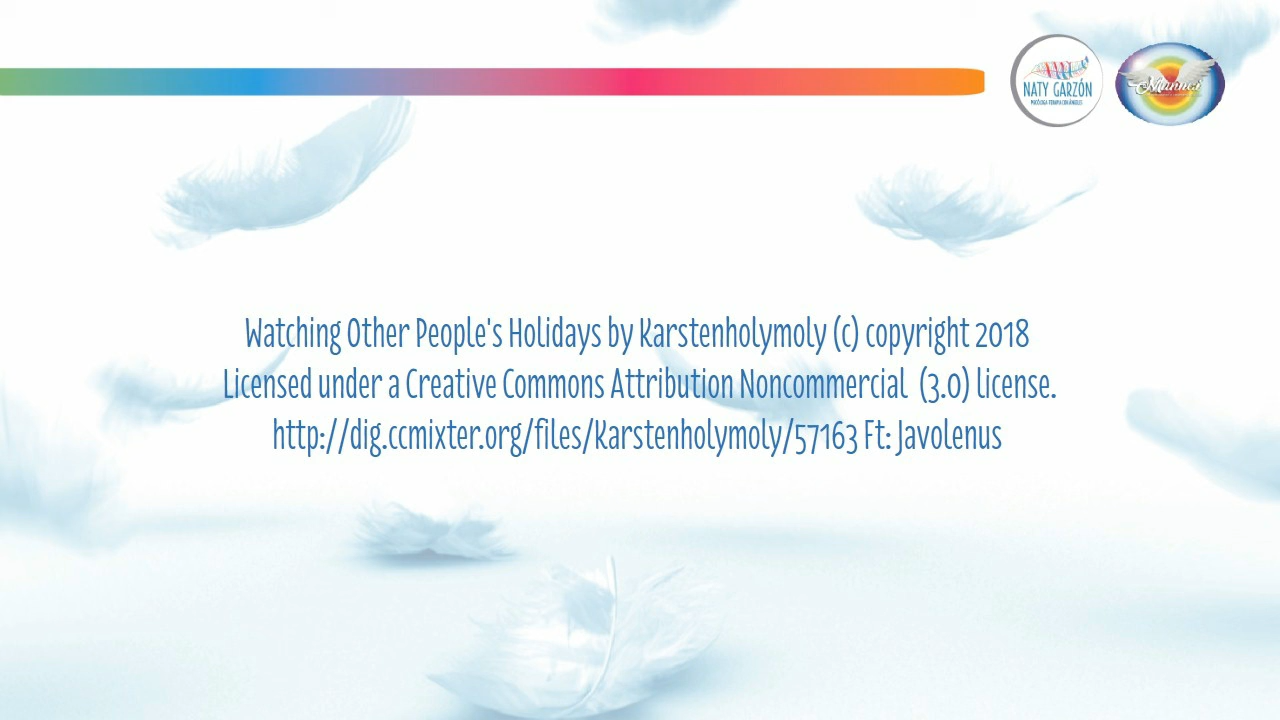 NATY GARZÓN
Watching Other People's Holidays by Karstenholymoly (c) copyright 2018
Licensed under a Creative Commons Attribution Noncommercial  (3.0) license.
http://dig.ccmixter.org/files/Karstenholymoly/57163 Ft: Javolenus